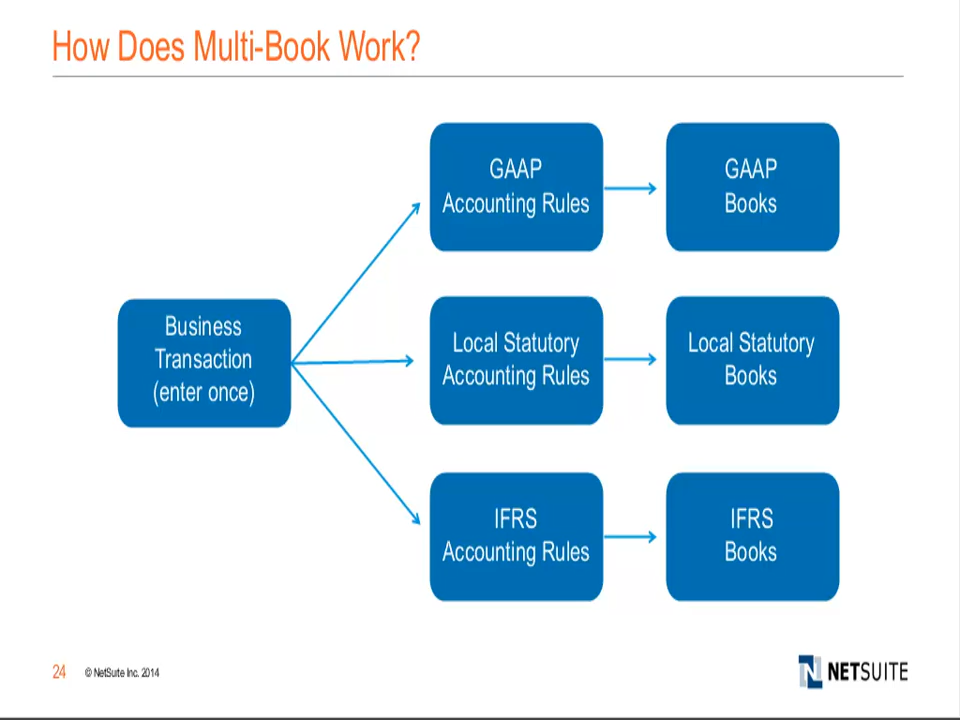 How Does Multi-Book Work?
GAAP
Accounting Rules
GAAP
Books
Business
Transaction
(enter once)
Local Statutory
Accounting Rules
Local Statutory
Books
IFRS
Accounting Rules
IFRS
Books
24
© NetSuite Inc. 2014
N
NETSUITE